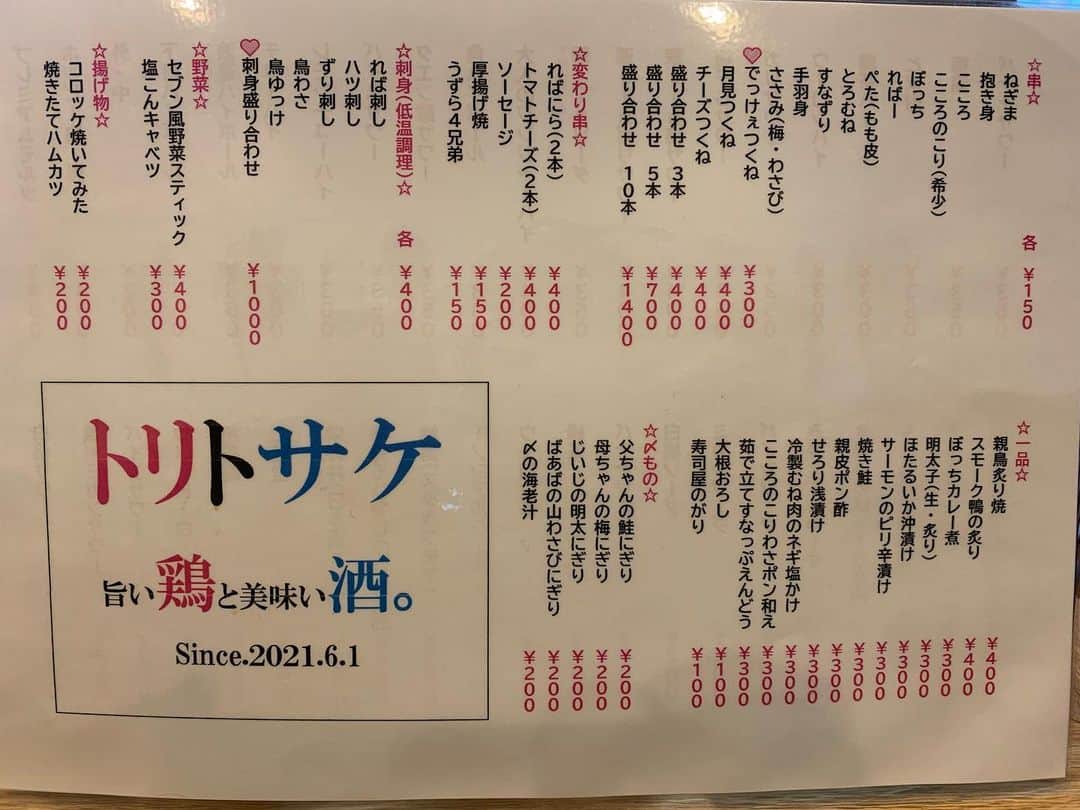 ☆串☆ 各 ¥150
ねぎま
抱き身
こころ
こころのこり(希少)
ぼっち
ればー
ぺた(もも皮)
とろむね
すなずり
手羽身
ささみ(梅・わさび)
♡でっけぇつくね ¥300
月見つくね ¥400
チーズつくね ¥400
盛り合わせ 3本 ¥400
盛り合わせ 5本 ¥700
盛り合わせ 10本 ¥1400
☆変わり串☆
ればにら(2本) ¥400
トマトチーズ(2本) ¥400
ソーセージ ¥200
厚揚げ焼 ¥150
うずら4兄弟 ¥150
☆刺身(低温調理)☆ 各 ¥400
れば刺し
ハツ刺し
ずり刺し
鳥わさ
鳥ゆっけ
♡刺身盛り合わせ ¥1000
☆野菜☆
セブン風野菜スティック ¥400
塩こんキャベツ ¥300
☆揚げ物☆
コロッケ焼いてみた ¥200
焼きたてハムカツ ¥200
☆一品☆
親鳥炙り焼 ¥400
スモーク鴨の炙り ¥400
ぼっちカレー煮 ¥300
明太子(生・炙り) ¥300
ほたるいか沖漬け ¥300
サーモンのピリ辛漬け ¥300
焼き鮭 ¥300
親皮ポン酢 ¥300
せろり浅漬け ¥300
冷製むね肉のネギ塩かけ ¥300
こころのこりわさポン和え ¥300
茹で立てすなっぷえんどう ¥300
大根おろし ¥100
寿司屋のがり ¥100
☆〆もの☆
父ちゃんの鮭にぎり ¥200
母ちゃんの梅にぎり ¥200
じいじの明太にぎり ¥200
ばあばの山わさびにぎり ¥200
〆の海老汁 ¥200
トリトサケ
旨い鶏と美味い酒。
Since.2021.6.1